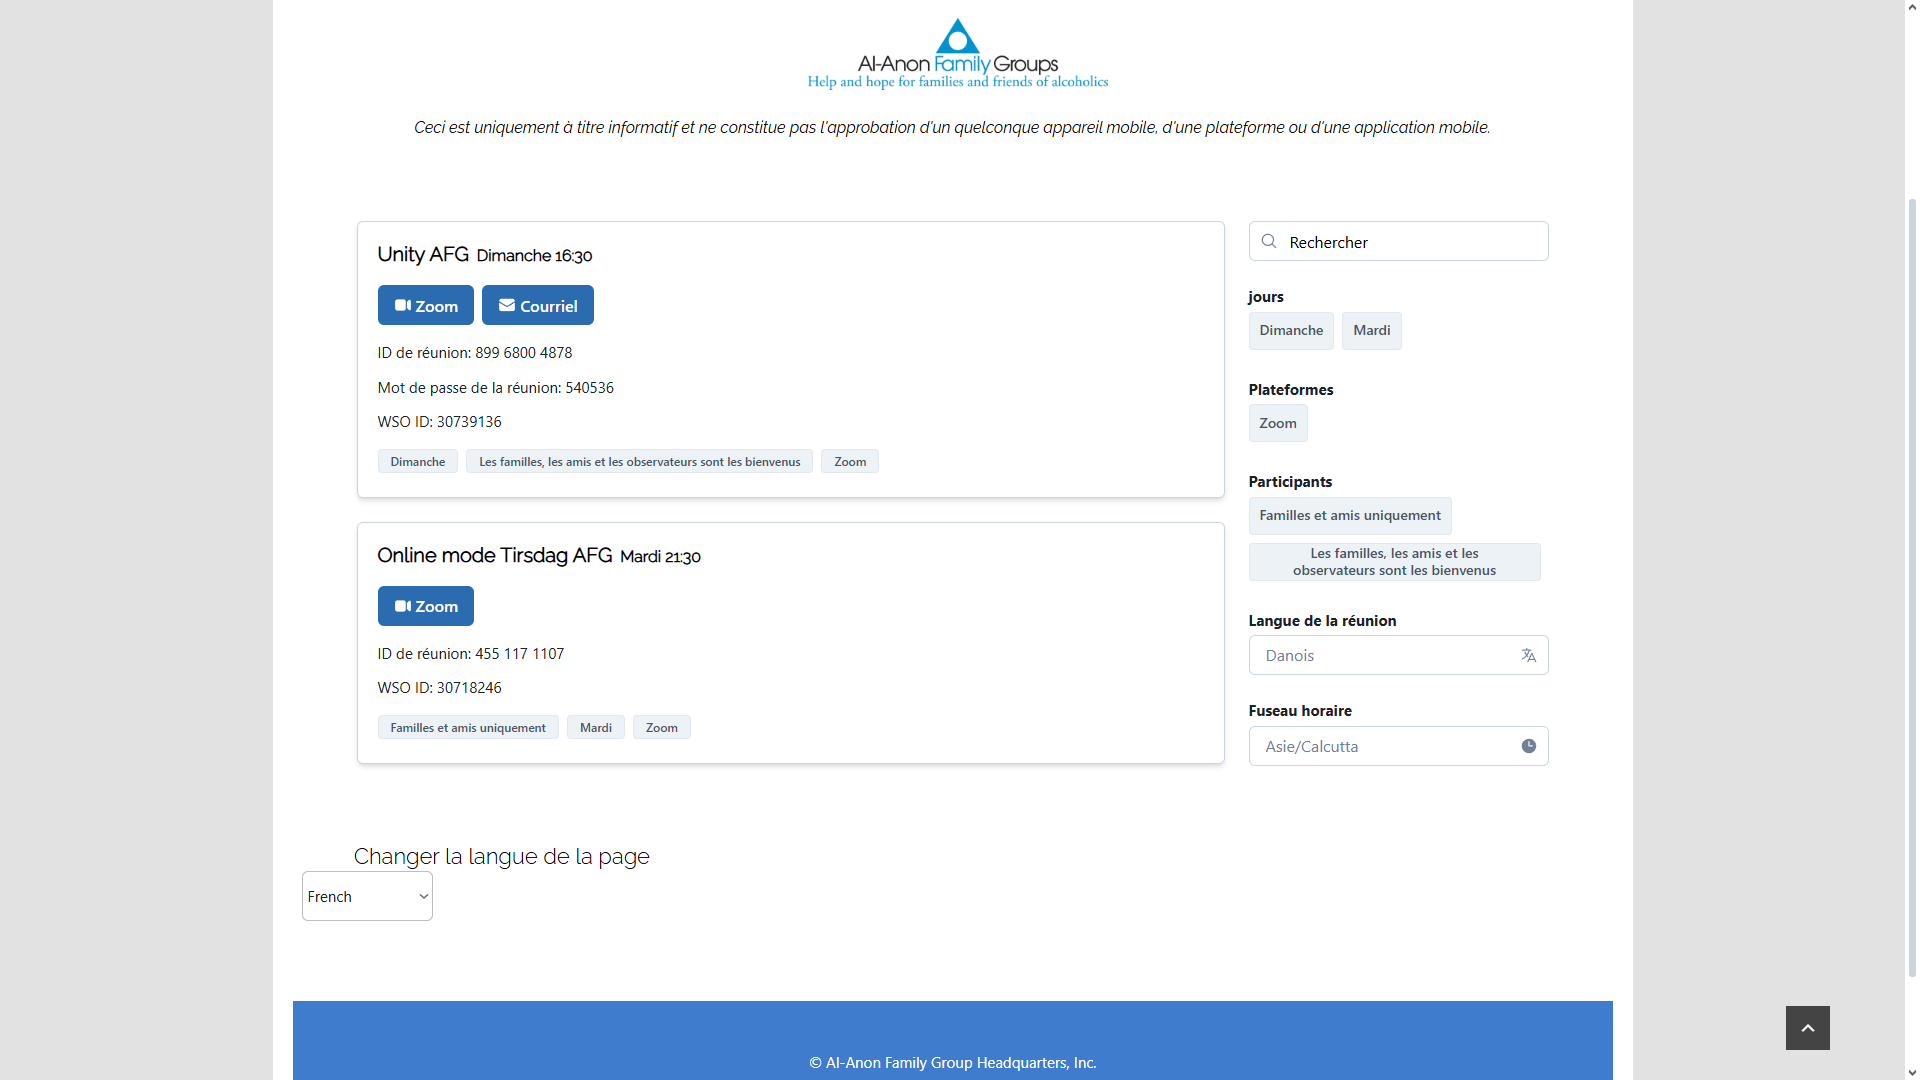 Al-Anon Family Groups
Help and hope for families and friends of alcoholics
Ceci est uniquement à titre informatif et ne constitue pas l'approbation d'un quelconque appareil mobile, d'une plateforme ou d'une application mobile.
Unity AFG Dimanche 16:30
Zoom Courriel
ID de réunion: 899 6800 4878
Mot de passe de la réunion: 540536
WSO ID: 30739136
Dimanche Les familles, les amis et les observateurs sont les bienvenus Zoom
Online mode Tirsdag AFG Mardi 21:30
Zoom
ID de réunion: 455 117 1107
WSO ID: 30718246
Familles et amis uniquement Mardi Zoom
Rechercher
jours
Dimanche Mardi
Plateformes
Zoom
Participants
Familles et amis uniquement
Les familles, les amis et les
observateurs sont les bienvenus
Langue de la réunion
Danois
Fuseau horaire
Asie/Calcutta
Changer la langue de la page
French
© Al-Anon Family Group Headquarters, Inc.